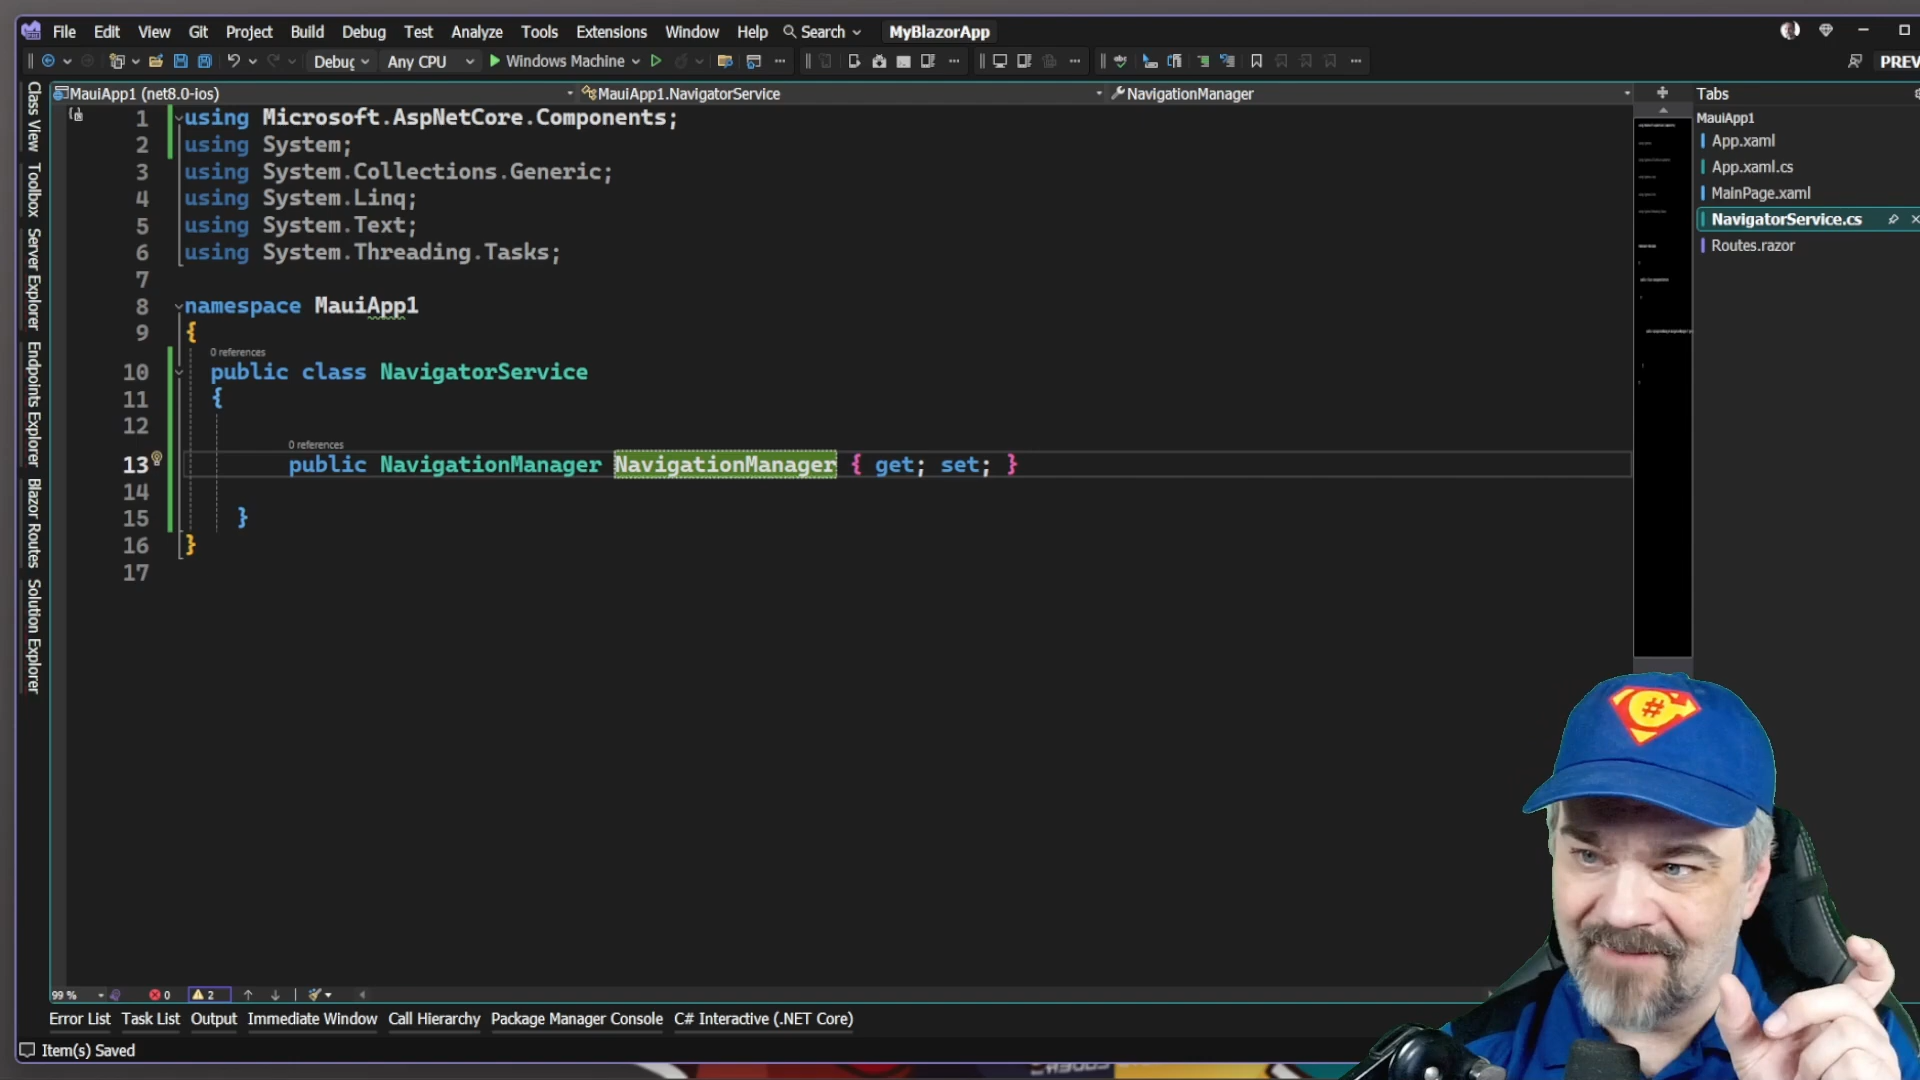 File Edit View Git Project Build Debug Test Analyze Tools Extensions Window Help Search MyBlazorApp
Debug Any CPU Windows Machine PREV
MauiApp1 (net8.0-ios) MauiApp1.NavigatorService NavigationManager
Class View
Toolbox
Server Explorer
Endpoints Explorer
Blazor Routes
Solution Explorer
1 using Microsoft.AspNetCore.Components;
2 using System;
3 using System.Collections.Generic;
4 using System.Linq;
5 using System.Text;
6 using System.Threading.Tasks;
7
8 namespace MauiApp1
9 {
0 references
10 public class NavigatorService
11 {
12
0 references
13 public NavigationManager NavigationManager { get; set; }
14
15 }
16 }
17
Tabs
MauiApp1
App.xaml
App.xaml.cs
MainPage.xaml
NavigatorService.cs
Routes.razor
C#
99 % 0 2
Error List Task List Output Immediate Window Call Hierarchy Package Manager Console C# Interactive (.NET Core)
Item(s) Saved